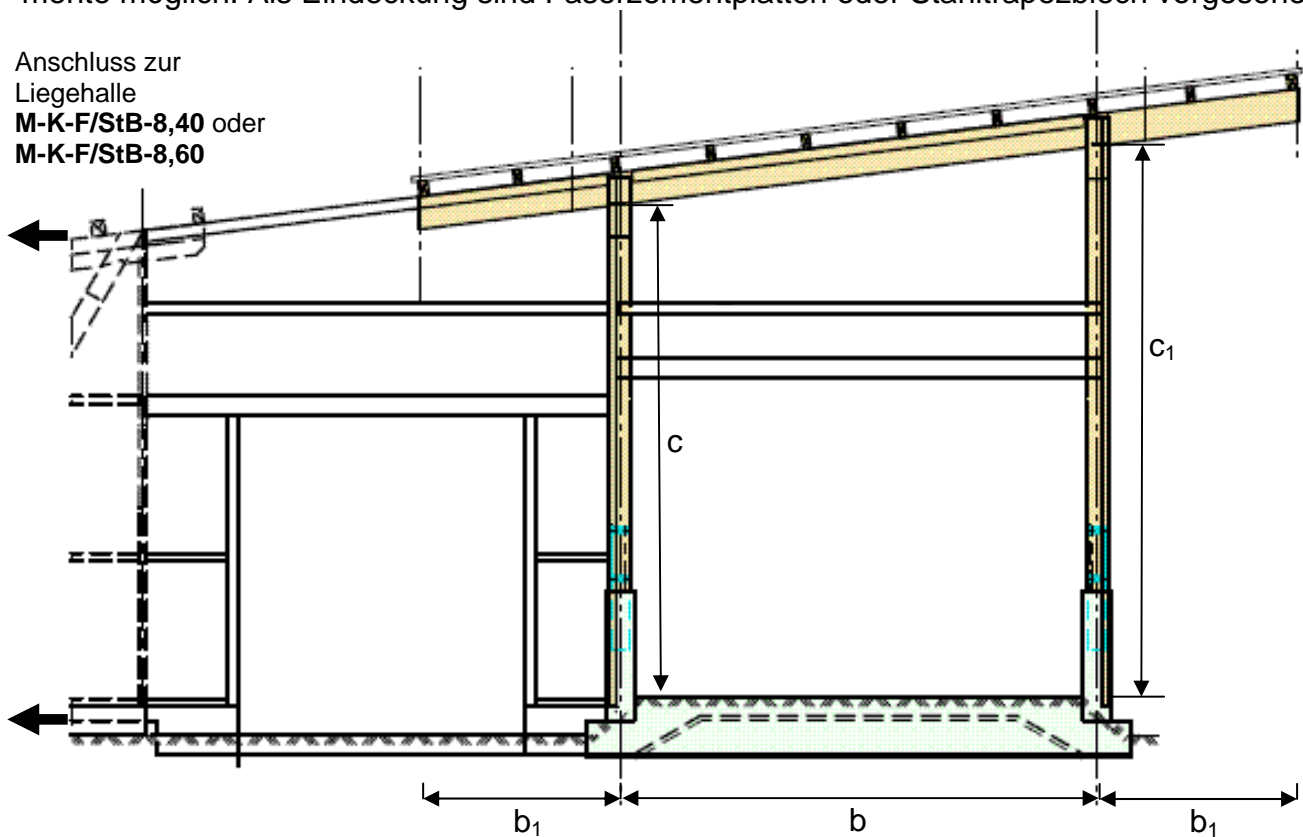 mente möglich. Als Eindeckung sind Faserzementplatten oder Stahltrapezblech vorgesehe
Anschluss zur
Liegehalle
M-K-F/StB-8,40 oder
M-K-F/StB-8,60
c₁
c
b₁
b
b₁